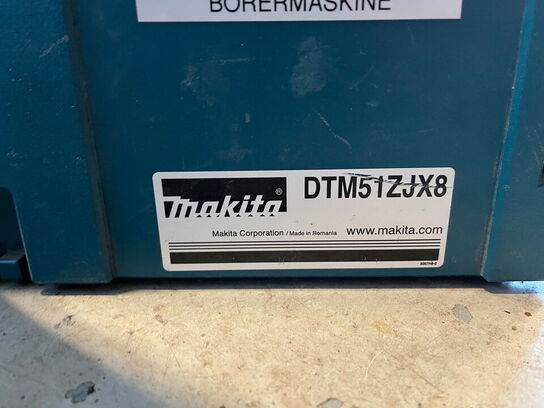 BORERMASKINE
makita® DTM51ZJX8
Makita Corporation / Made in Romania www.makita.com